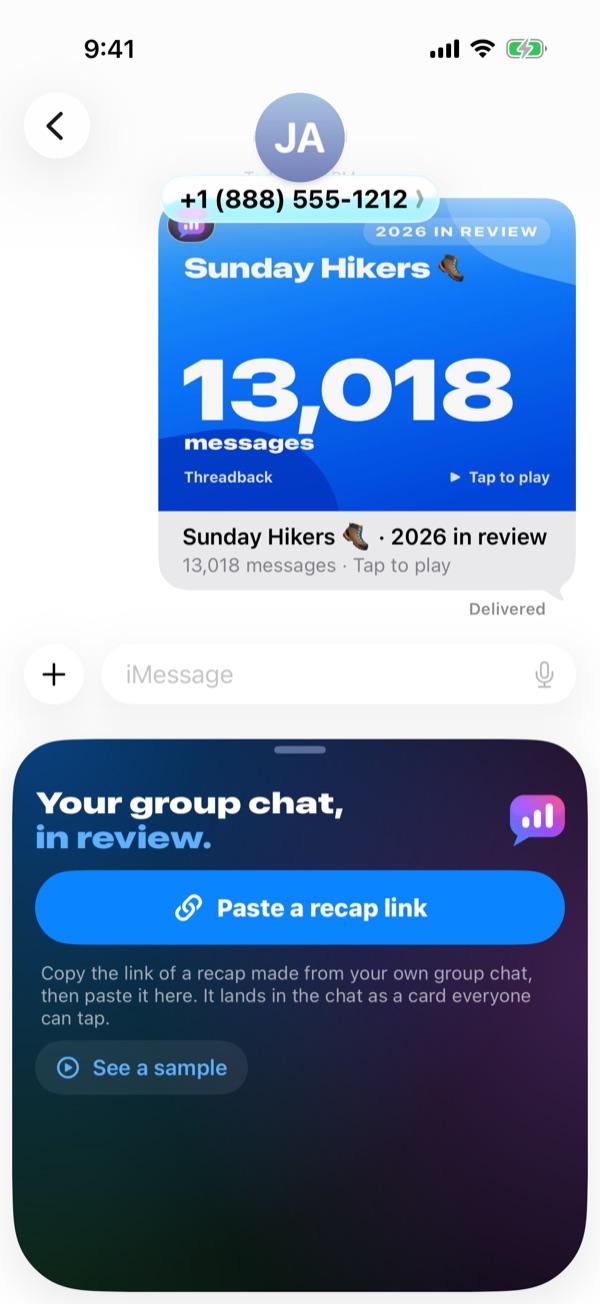 9:41
JA
+1 (888) 555-1212
2026 IN REVIEW
Sunday Hikers 🥾
13,018
messages
Threadback
Tap to play
Sunday Hikers 🥾 · 2026 in review
13,018 messages · Tap to play
Delivered
iMessage
Your group chat,
in review.
Paste a recap link
Copy the link of a recap made from your own group chat,
then paste it here. It lands in the chat as a card everyone
can tap.
See a sample